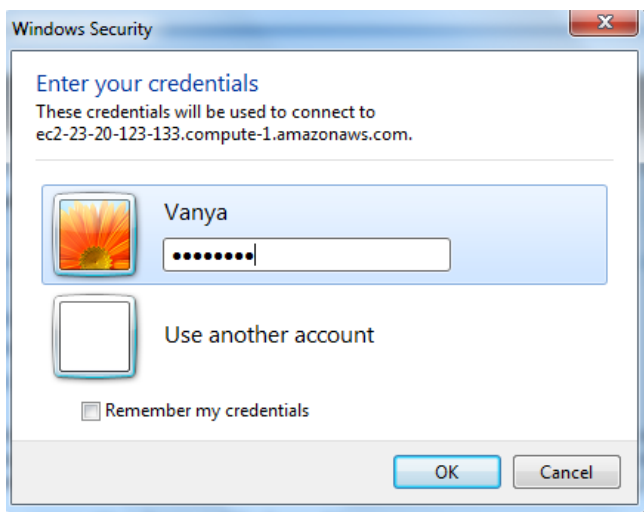 Windows Security
Enter your credentials
These credentials will be used to connect to
ec2-23-20-123-133.compute-1.amazonaws.com.
Vanya
••••••••
Use another account
Remember my credentials
OK
Cancel